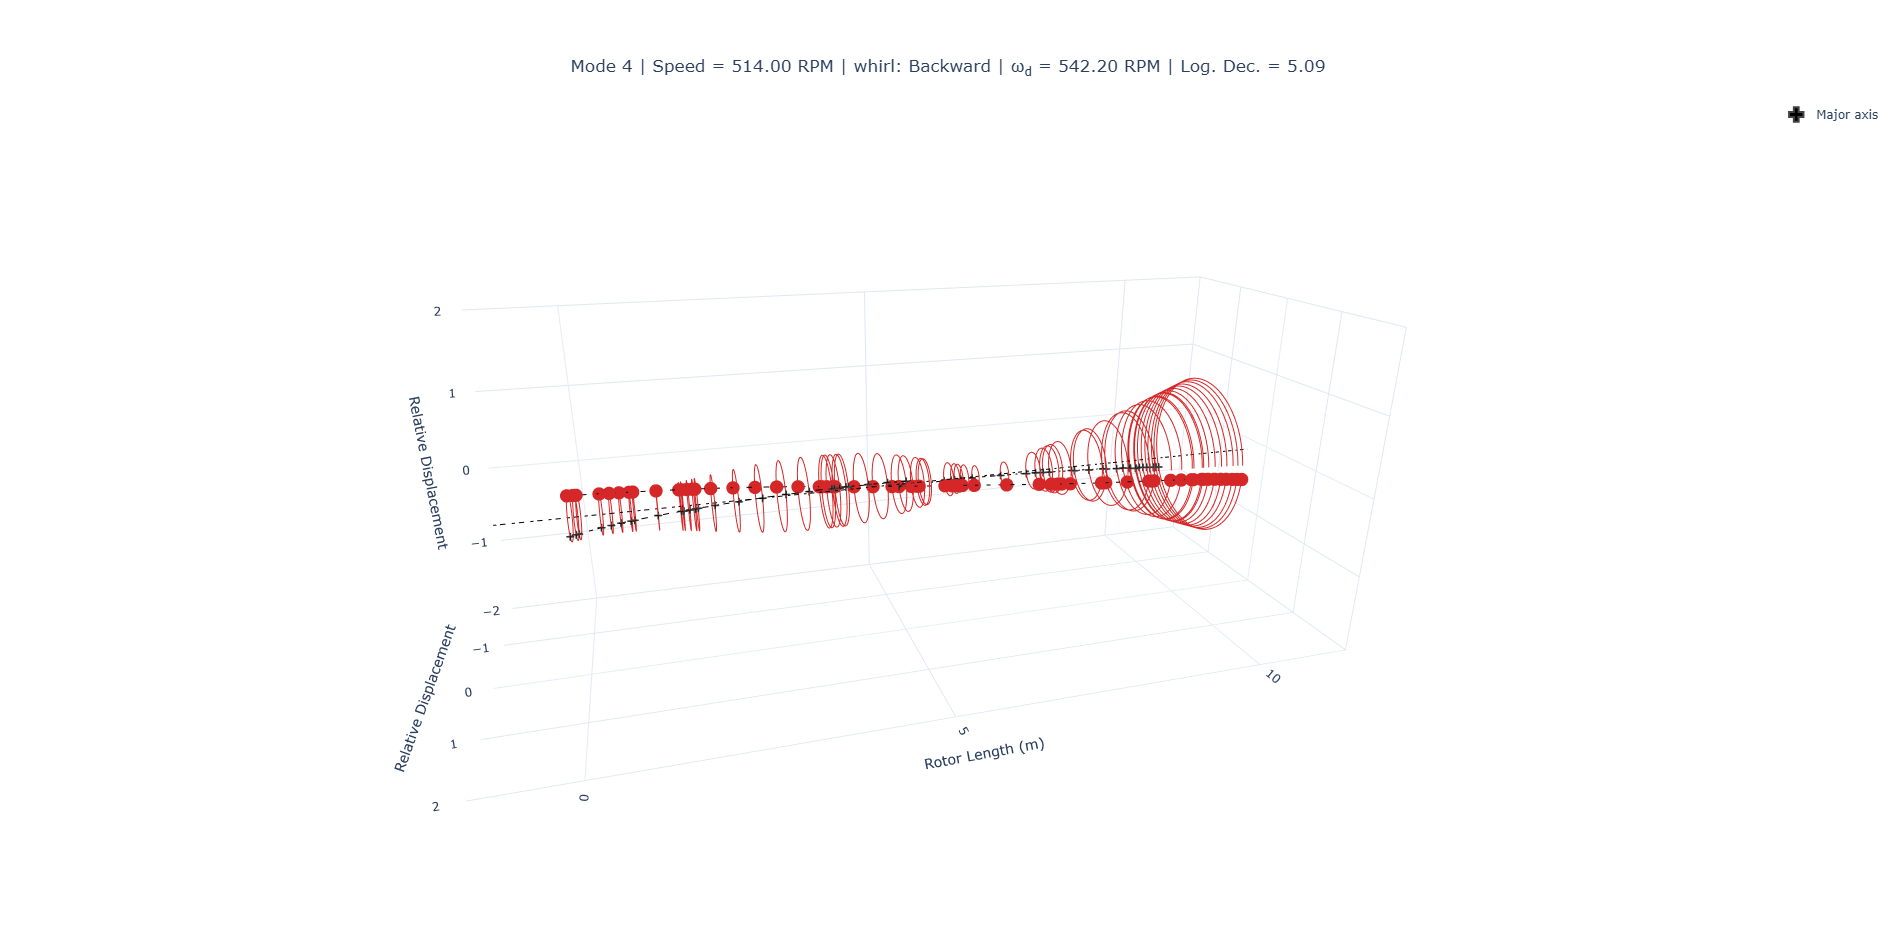 Mode 4 | Speed = 514.00 RPM | whirl: Backward | ωd = 542.20 RPM | Log. Dec. = 5.09
Major axis
2
1
0
−1
−2
Relative Displacement
−1
0
1
2
Relative Displacement
0
5
10
Rotor Length (m)